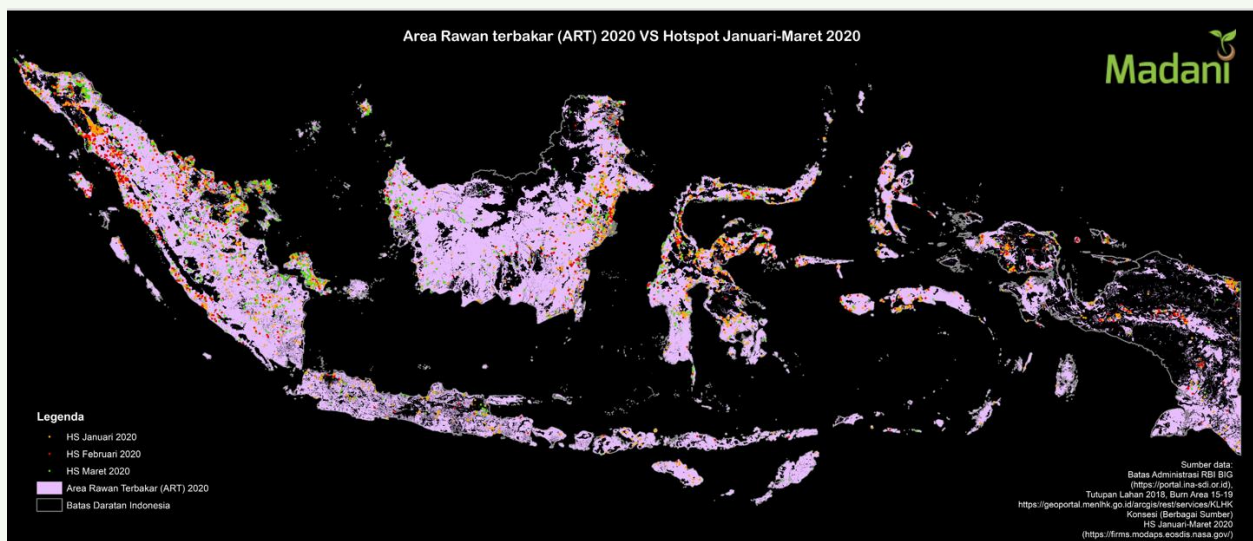 Area Rawan terbakar (ART) 2020 VS Hotspot Januari-Maret 2020
Madani
Legenda
HS Januari 2020
HS Februari 2020
HS Maret 2020
Area Rawan Terbakar (ART) 2020
Batas Daratan Indonesia
Sumber data:
Batas Administrasi RBI BIG
(https://portal.ina-sdi.or.id),
Tutupan Lahan 2018, Burn Area 15-19
https://geoportal.menlhk.go.id/arcgis/rest/services/KLHK
Konsesi (Berbagai Sumber)
HS Januari-Maret 2020
(https://firms.modaps.eosdis.nasa.gov/)